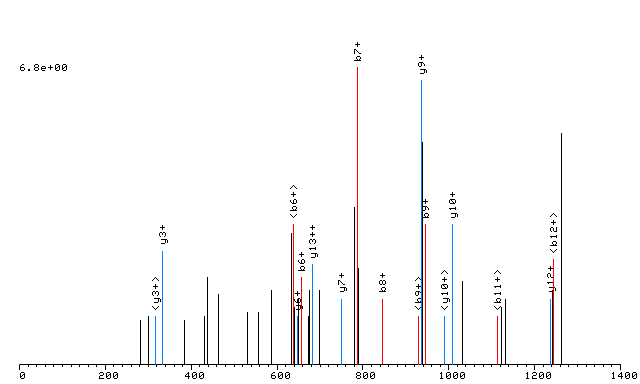 6.8e+00
<y3+>
y3+
<b6+>
y6+
b6+
y13++
y7+
b7+
b8+
<b9+>
y9+
b9+
<y10+>
y10+
<b11+>
y12+
<b12+>
0 200 400 600 800 1000 1200 1400